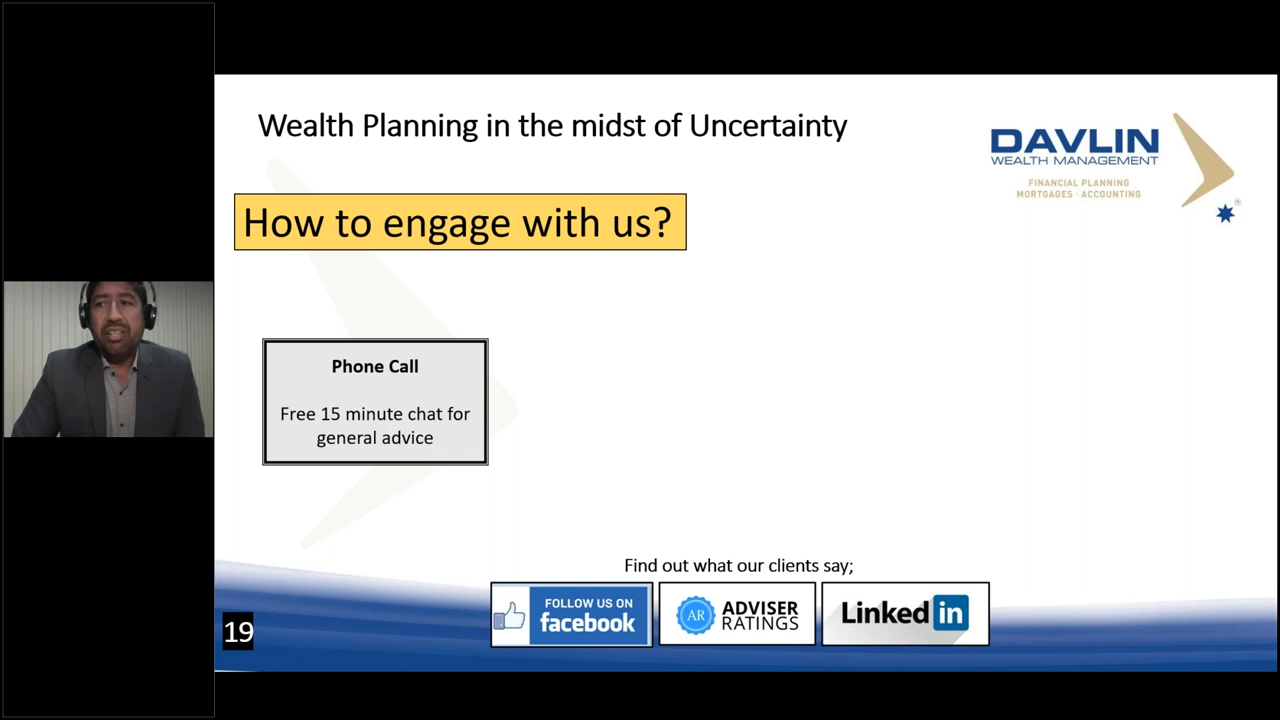 Wealth Planning in the midst of Uncertainty
DAVLIN
WEALTH MANAGEMENT
FINANCIAL PLANNING
MORTGAGES · ACCOUNTING
®
How to engage with us?
Phone Call
Free 15 minute chat for
general advice
Find out what our clients say;
FOLLOW US ON
facebook
AR
ADVISER
RATINGS
Linked in
19